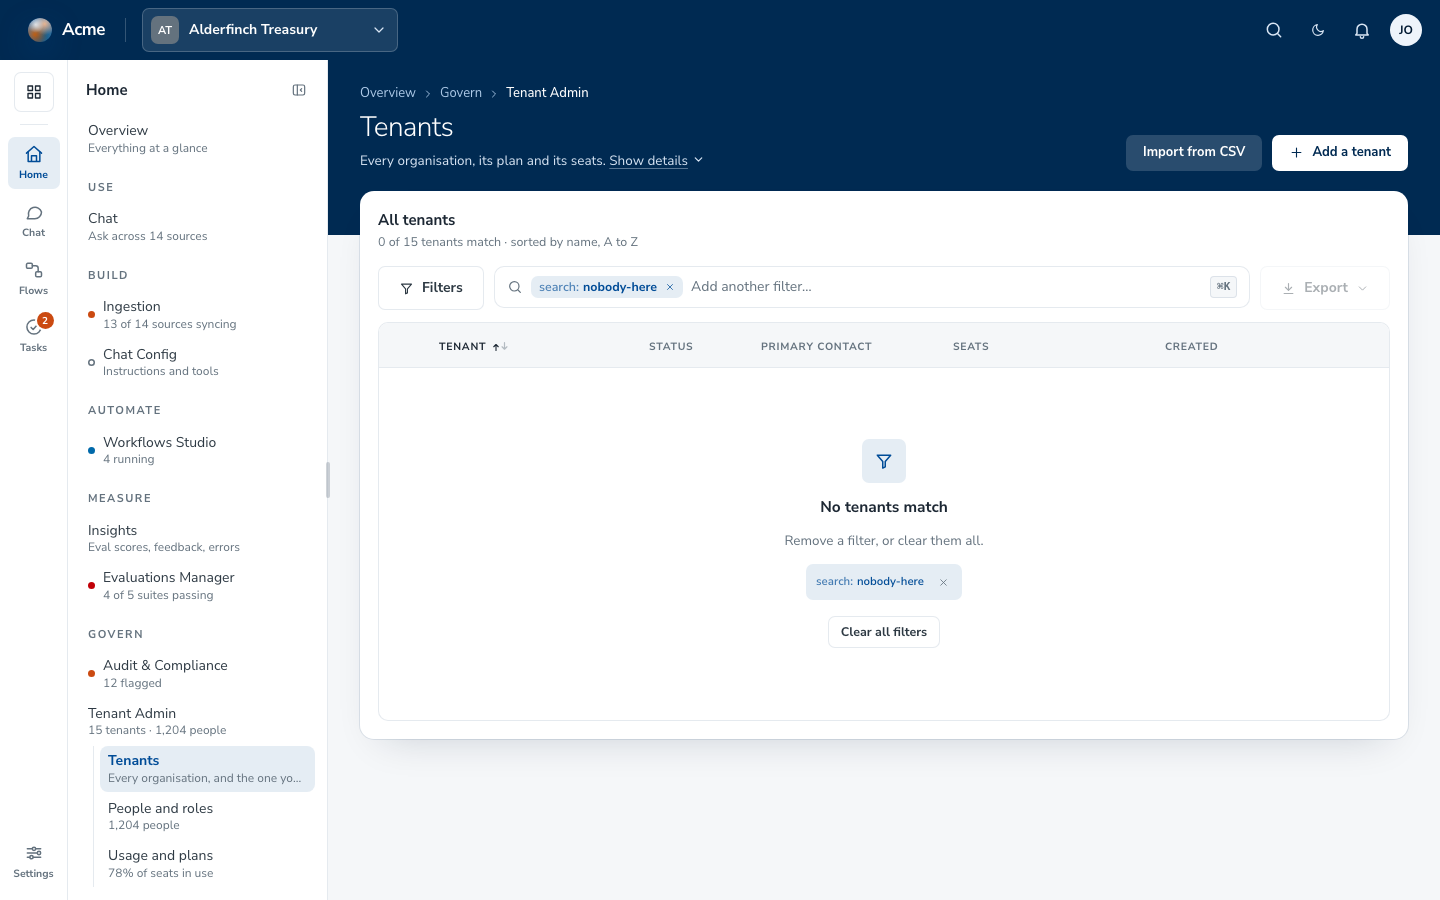 Acme
AT
Alderfinch Treasury
JO
Home
Chat
Flows
2
Tasks
Settings
Home
Overview
Everything at a glance
USE
Chat
Ask across 14 sources
BUILD
Ingestion
13 of 14 sources syncing
Chat Config
Instructions and tools
AUTOMATE
Workflows Studio
4 running
MEASURE
Insights
Eval scores, feedback, errors
Evaluations Manager
4 of 5 suites passing
GOVERN
Audit & Compliance
12 flagged
Tenant Admin
15 tenants · 1,204 people
Tenants
Every organisation, and the one yo...
People and roles
1,204 people
Usage and plans
78% of seats in use
Overview > Govern > Tenant Admin
Tenants
Every organisation, its plan and its seats. Show details
Import from CSV
Add a tenant
All tenants
0 of 15 tenants match · sorted by name, A to Z
Filters
search: nobody-here
Add another filter...
⌘K
Export
TENANT STATUS PRIMARY CONTACT SEATS CREATED
No tenants match
Remove a filter, or clear them all.
search: nobody-here
Clear all filters